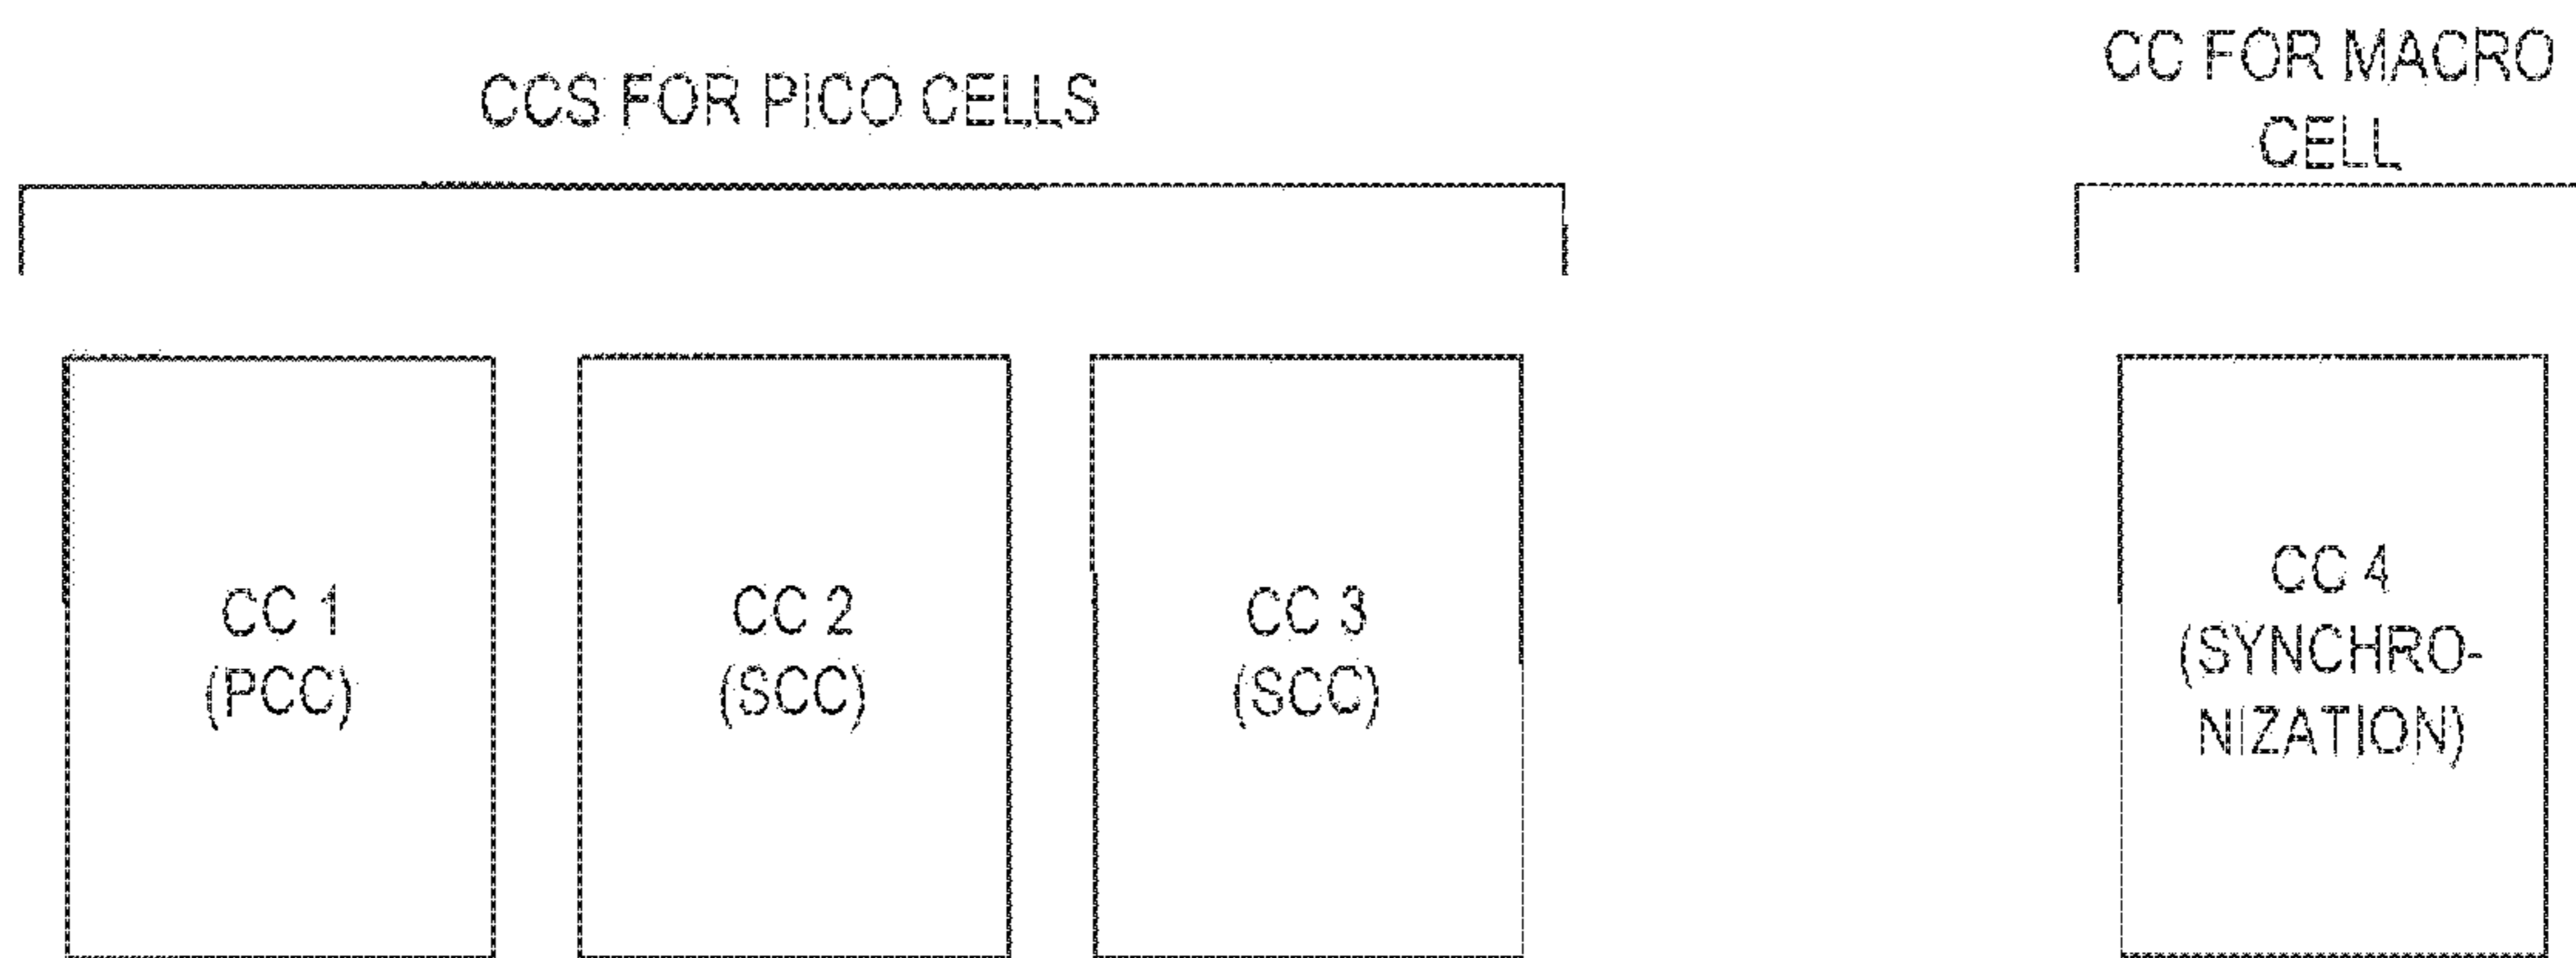 CCS FOR PICO CELLS
CC FOR MACRO
CELL
CC 1
(PCC)
CC 2
(SCC)
CC 3
(SCC)
CC 4
(SYNCHRO-
NIZATION)